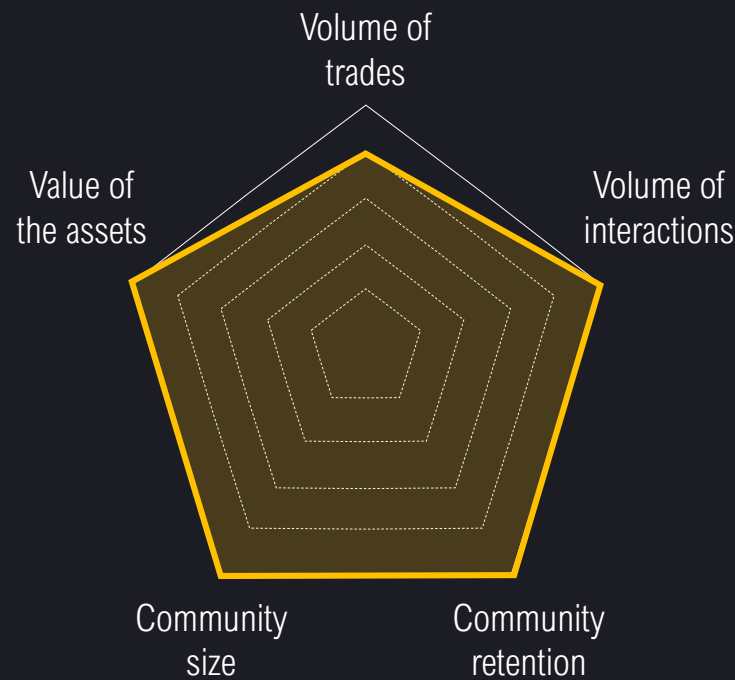 Volume of
trades
Value of
the assets
Volume of
interactions
Community
size
Community
retention